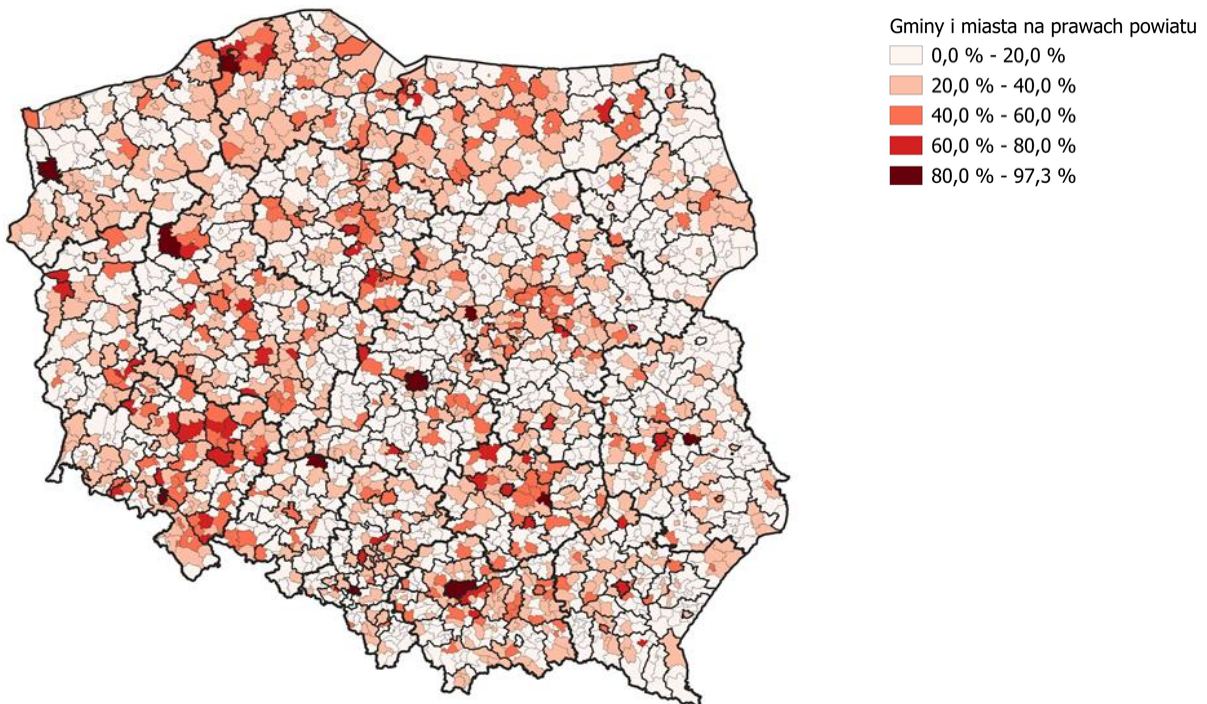 Gminy i miasta na prawach powiatu
0,0 % - 20,0 %
20,0 % - 40,0 %
40,0 % - 60,0 %
60,0 % - 80,0 %
80,0 % - 97,3 %